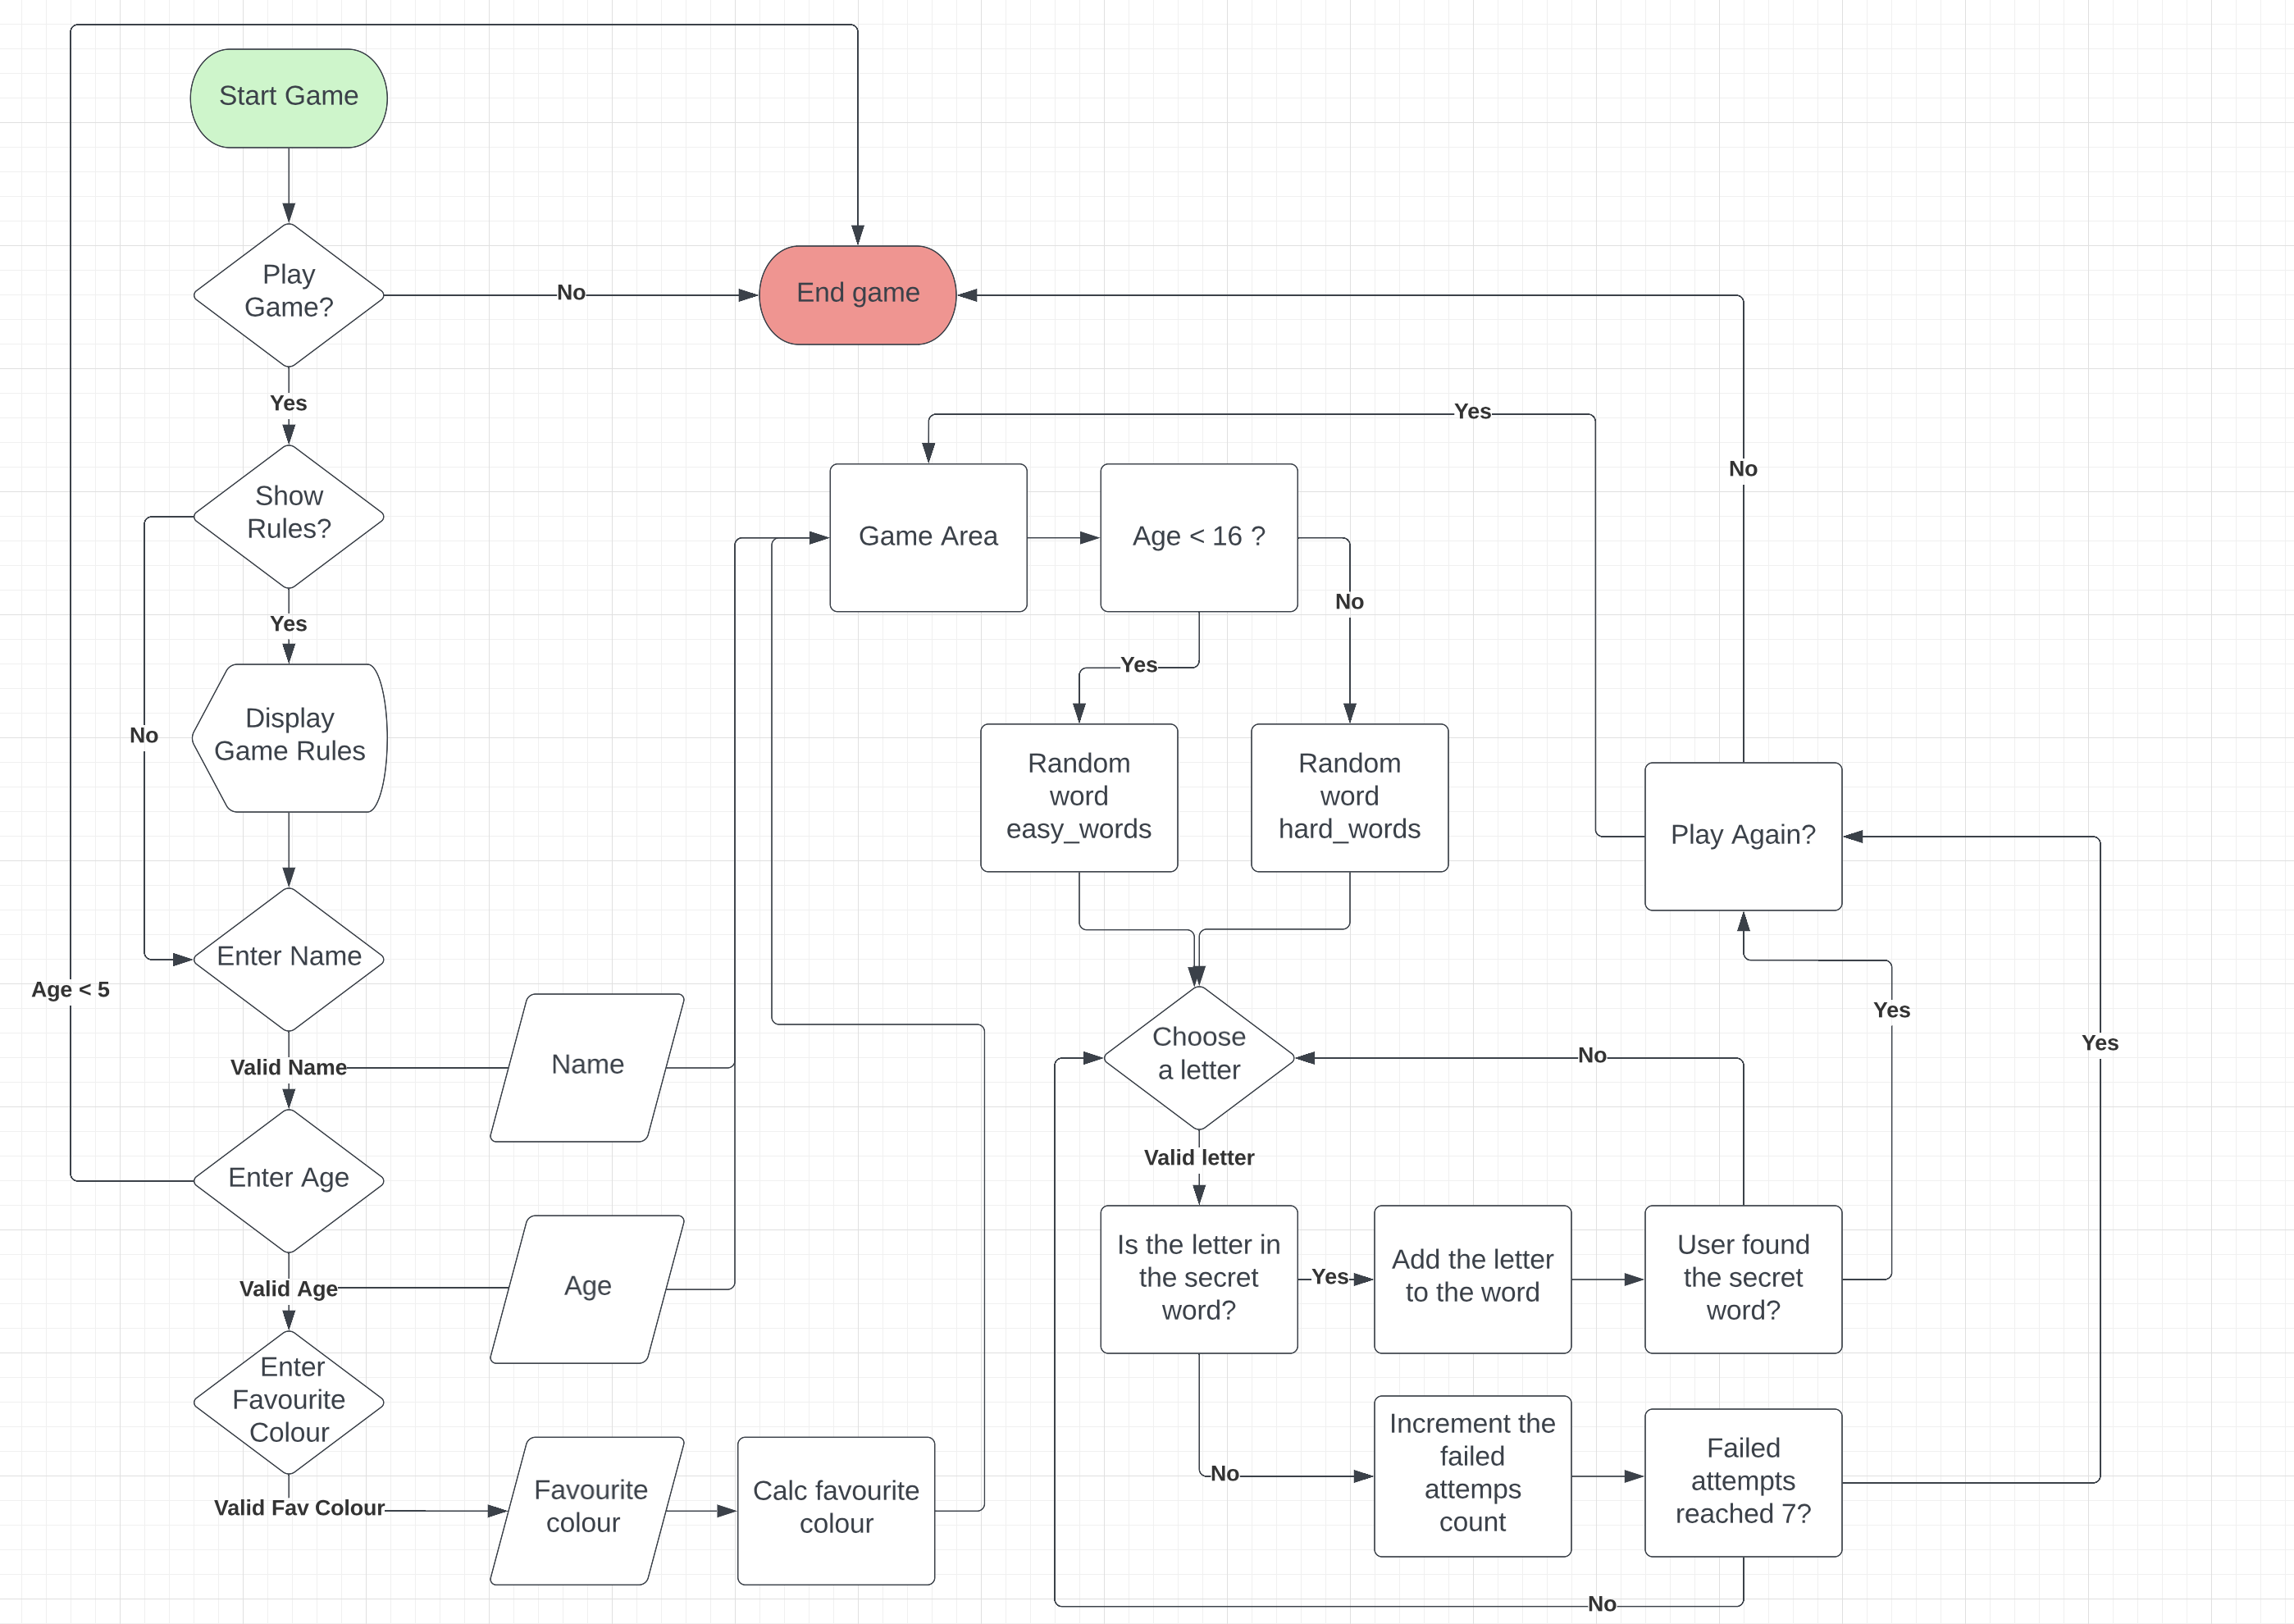 Start Game
Play
Game?
No
End game
Yes
Show
Rules?
No
Yes
Display
Game Rules
Enter Name
Age < 5
Valid Name
Name
Enter Age
Valid Age
Age
Enter
Favourite
Colour
Valid Fav Colour
Favourite
colour
Calc favourite
colour
Yes
No
Game Area
Age < 16 ?
No
Yes
Random
word
easy_words
Random
word
hard_words
Play Again?
Yes
Yes
Choose
a letter
No
Valid letter
Is the letter in
the secret
word?
Yes
Add the letter
to the word
User found
the secret
word?
No
Increment the
failed
attemps
count
Failed
attempts
reached 7?
No